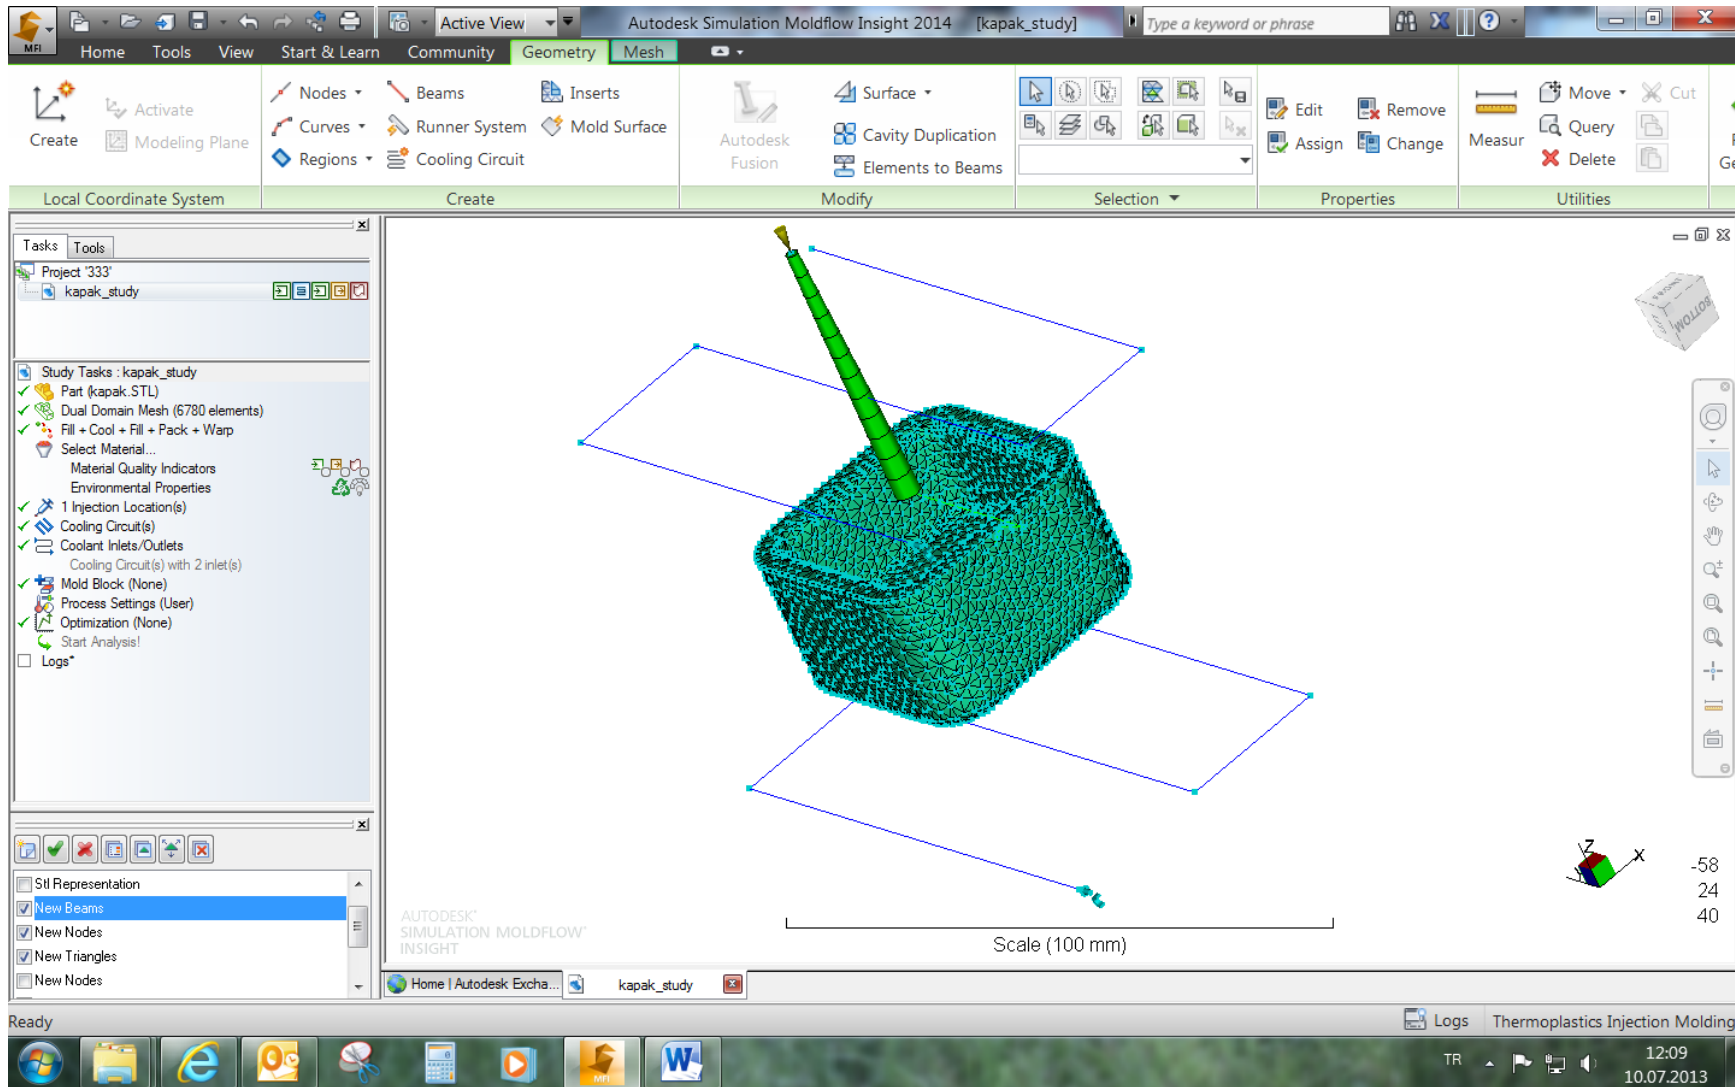 Active View
Autodesk Simulation Moldflow Insight 2014 [kapak_study]
Type a keyword or phrase
MFI
Home Tools View Start & Learn Community Geometry Mesh
Create
Activate
Modeling Plane
Local Coordinate System
Nodes Beams Inserts
Curves Runner System Mold Surface
Regions Cooling Circuit
Create
Autodesk Fusion
Surface
Cavity Duplication
Elements to Beams
Modify
Selection
Edit Remove
Assign Change
Properties
Measur
Move Cut
Query
Delete
Utilities
Ge
Tasks Tools
Project '333'
kapak_study
Study Tasks : kapak_study
Part (kapak.STL)
Dual Domain Mesh (6780 elements)
Fill + Cool + Fill + Pack + Warp
Select Material...
Material Quality Indicators
Environmental Properties
1 Injection Location(s)
Cooling Circuit(s)
Coolant Inlets/Outlets
Cooling Circuit(s) with 2 inlet(s)
Mold Block (None)
Process Settings (User)
Optimization (None)
Start Analysis!
Logs*
Stl Representation
New Beams
New Nodes
New Triangles
New Nodes
FRONT
BOTTOM
Z
X
-58
24
40
AUTODESK'
SIMULATION MOLDFLOW'
INSIGHT
Scale (100 mm)
Home | Autodesk Excha... kapak_study
Ready
Logs Thermoplastics Injection Molding
MFI
TR
12:09
10.07.2013